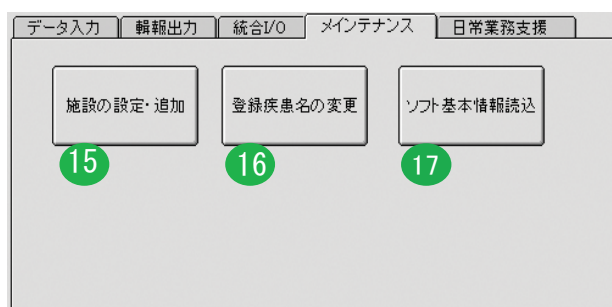 データ入力 輯報出力 統合I/O メインテナンス 日常業務支援
施設の設定・追加 登録疾患名の変更 ソフト基本情報読込
15 16 17